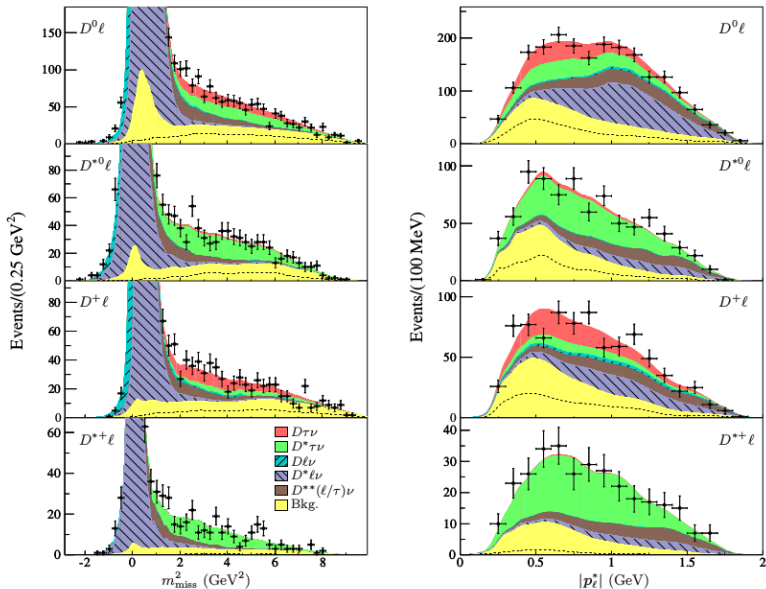 D⁰ℓ
150
100
50
0
D*⁰ℓ
80
60
40
20
0
D⁺ℓ
80
60
40
20
0
D*⁺ℓ
60
40
20
0
-2 0 2 4 6 8
m²miss (GeV²)
Events/(0.25 GeV²)
Dτν
D*τν
Dℓν
D*ℓν
D**(ℓ/τ)ν
Bkg.
D⁰ℓ
200
100
0
D*⁰ℓ
100
50
0
D⁺ℓ
100
50
0
D*⁺ℓ
40
30
20
10
0
0 0.5 1 1.5 2
|p*ℓ| (GeV)
Events/(100 MeV)